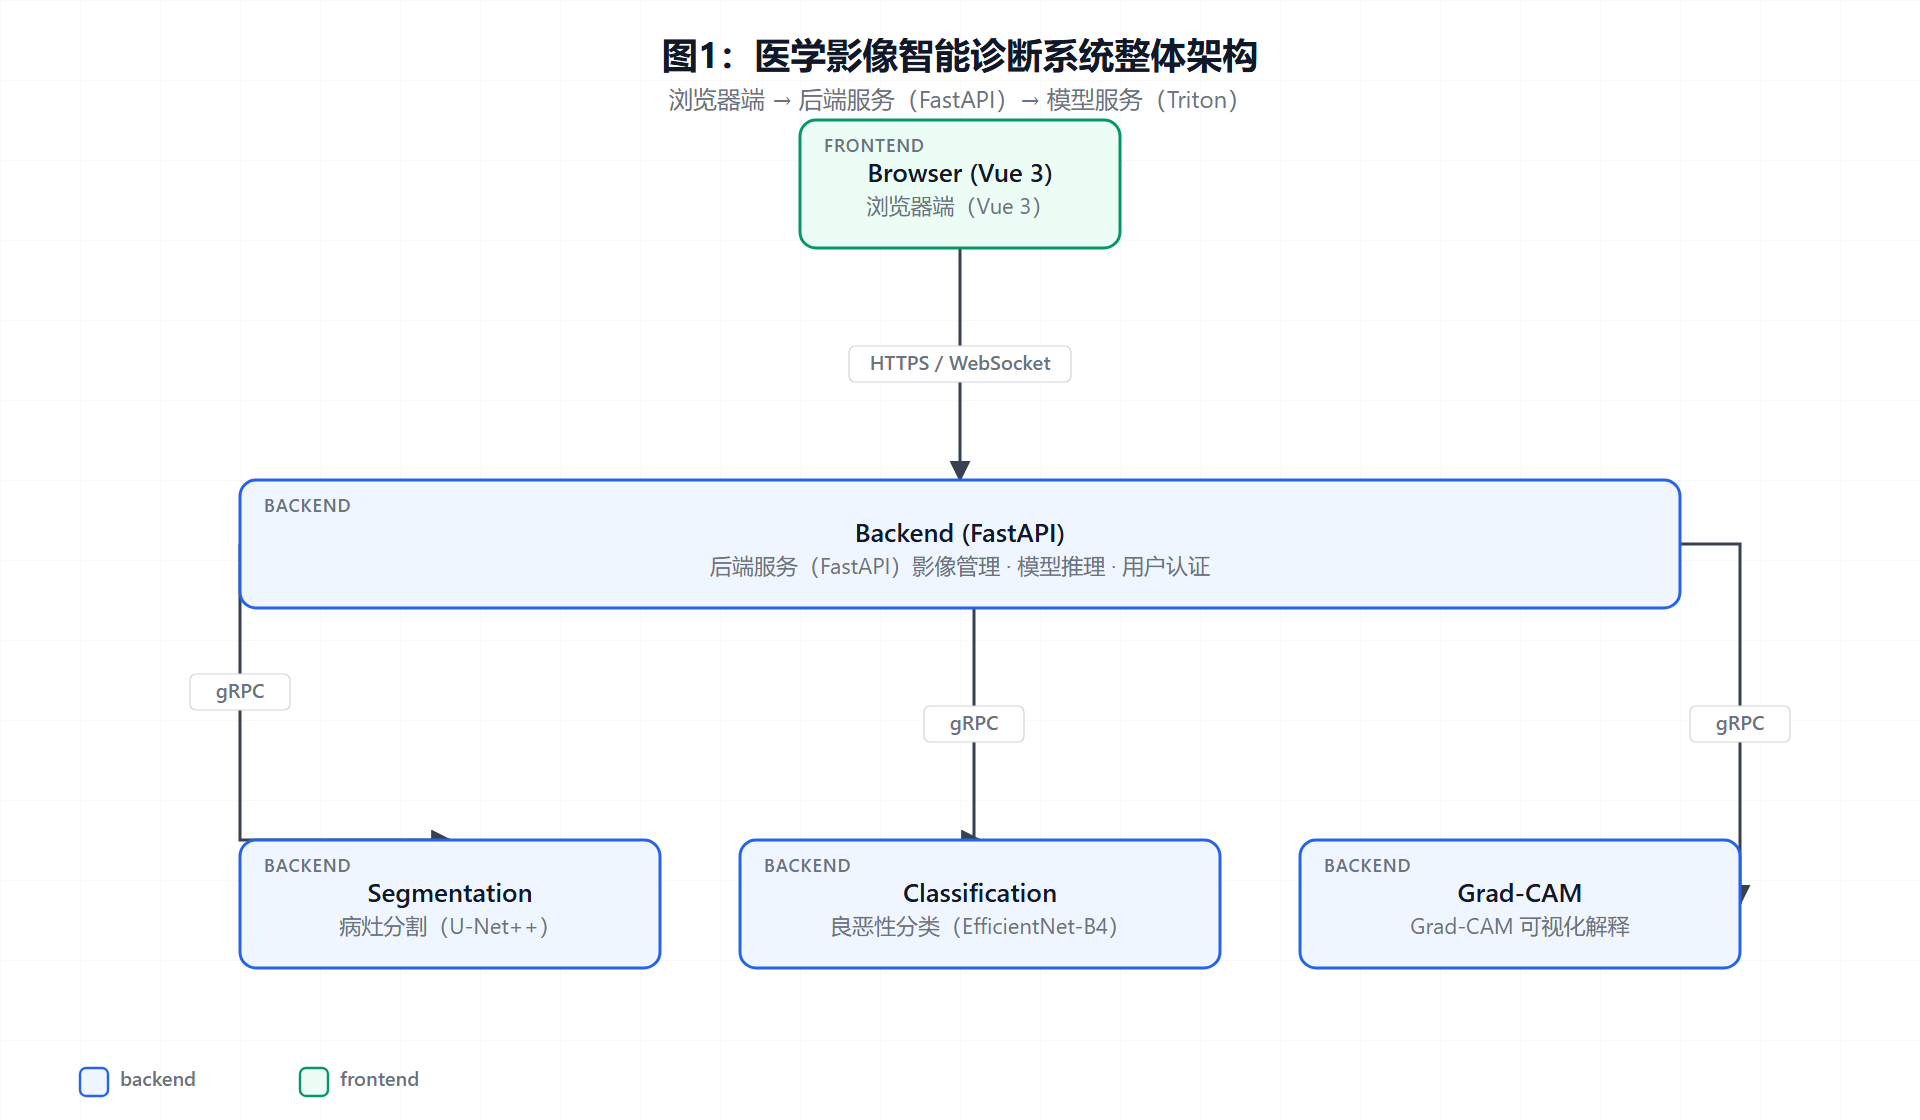 图1：医学影像智能诊断系统整体架构
浏览器端 → 后端服务（FastAPI）→ 模型服务（Triton）
FRONTEND
Browser (Vue 3)
浏览器端（Vue 3）
HTTPS / WebSocket
BACKEND
Backend (FastAPI)
后端服务（FastAPI）影像管理 · 模型推理 · 用户认证
gRPC
gRPC
gRPC
BACKEND
Segmentation
病灶分割（U-Net++）
BACKEND
Classification
良恶性分类（EfficientNet-B4）
BACKEND
Grad-CAM
Grad-CAM 可视化解释
backend
frontend